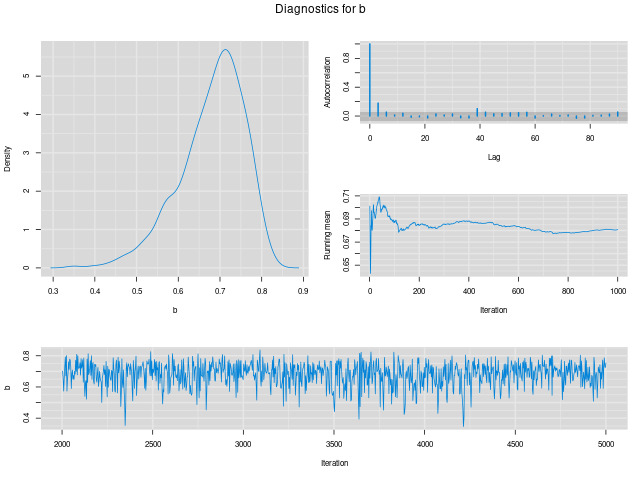 Diagnostics for b
Density
0 1 2 3 4 5
0.3 0.4 0.5 0.6 0.7 0.8 0.9
b
Autocorrelation
0.0 0.4 0.8
0 20 40 60 80
Lag
Running mean
0.65 0.67 0.69 0.71
0 200 400 600 800 1000
Iteration
b
0.4 0.6 0.8
2000 2500 3000 3500 4000 4500 5000
Iteration